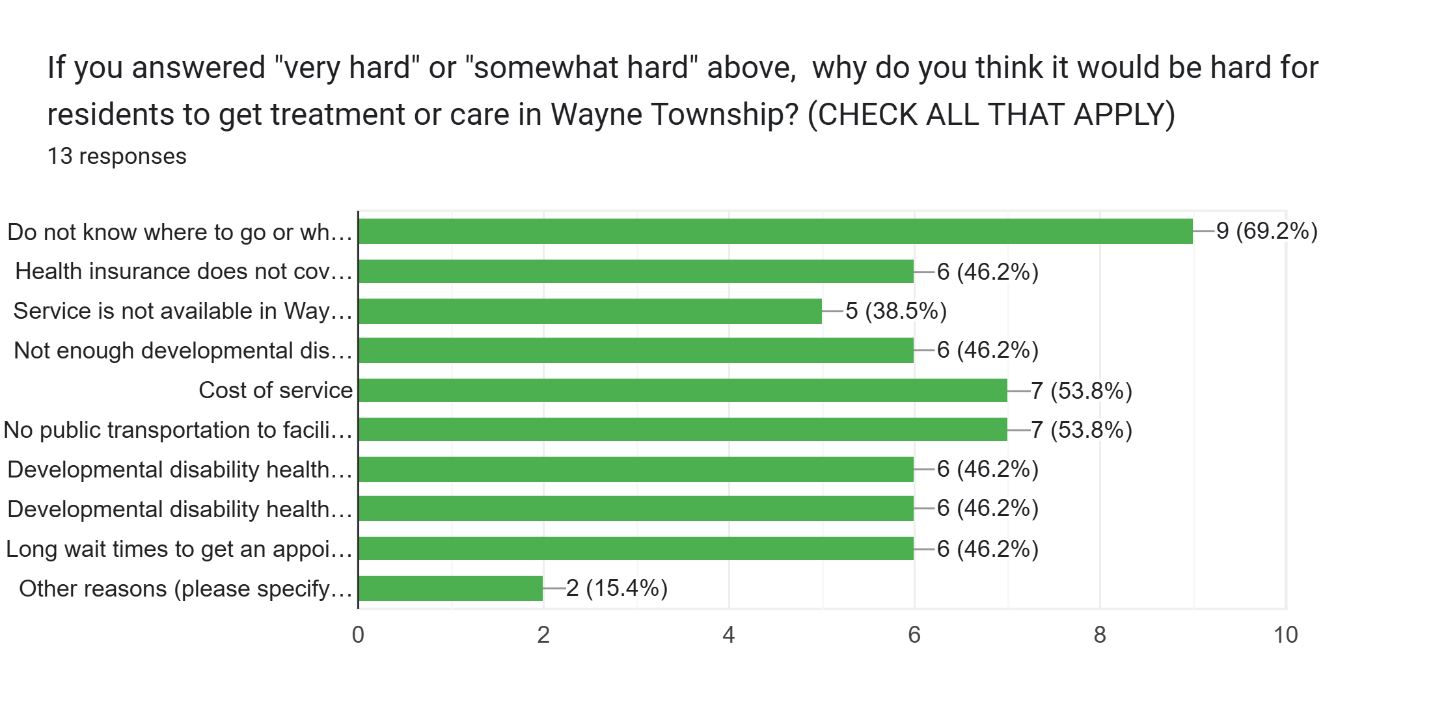 If you answered "very hard" or "somewhat hard" above,  why do you think it would be hard for
residents to get treatment or care in Wayne Township? (CHECK ALL THAT APPLY)
13 responses
Do not know where to go or wh… 9 (69.2%)
Health insurance does not cov… 6 (46.2%)
Service is not available in Way… 5 (38.5%)
Not enough developmental dis… 6 (46.2%)
Cost of service 7 (53.8%)
No public transportation to facili… 7 (53.8%)
Developmental disability health… 6 (46.2%)
Developmental disability health… 6 (46.2%)
Long wait times to get an appoi… 6 (46.2%)
Other reasons (please specify… 2 (15.4%)
0 2 4 6 8 10